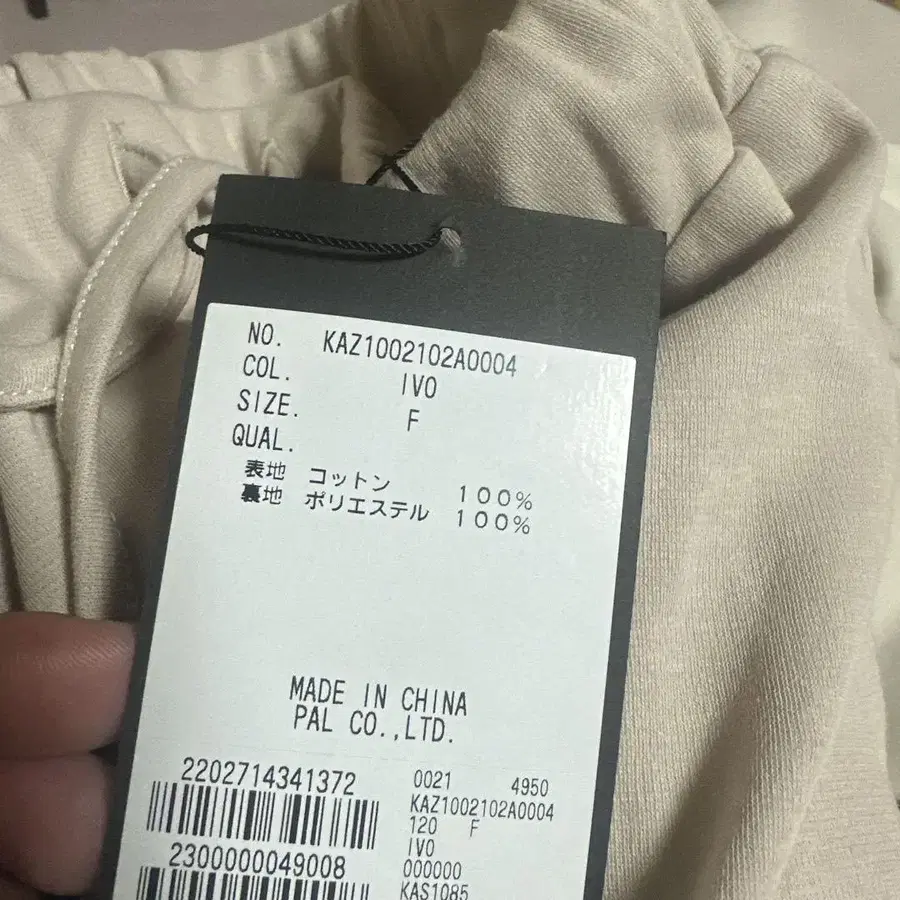 NO. KAZ1002102A0004
COL. IVO
SIZE. F
QUAL.
表地 コットン 100%
裏地 ポリエステル 100%
MADE IN CHINA
PAL CO.,LTD.
2202714341372
0021 4950
KAZ1002102A0004
120 F
IVO
2300000049008
000000
KAS1085